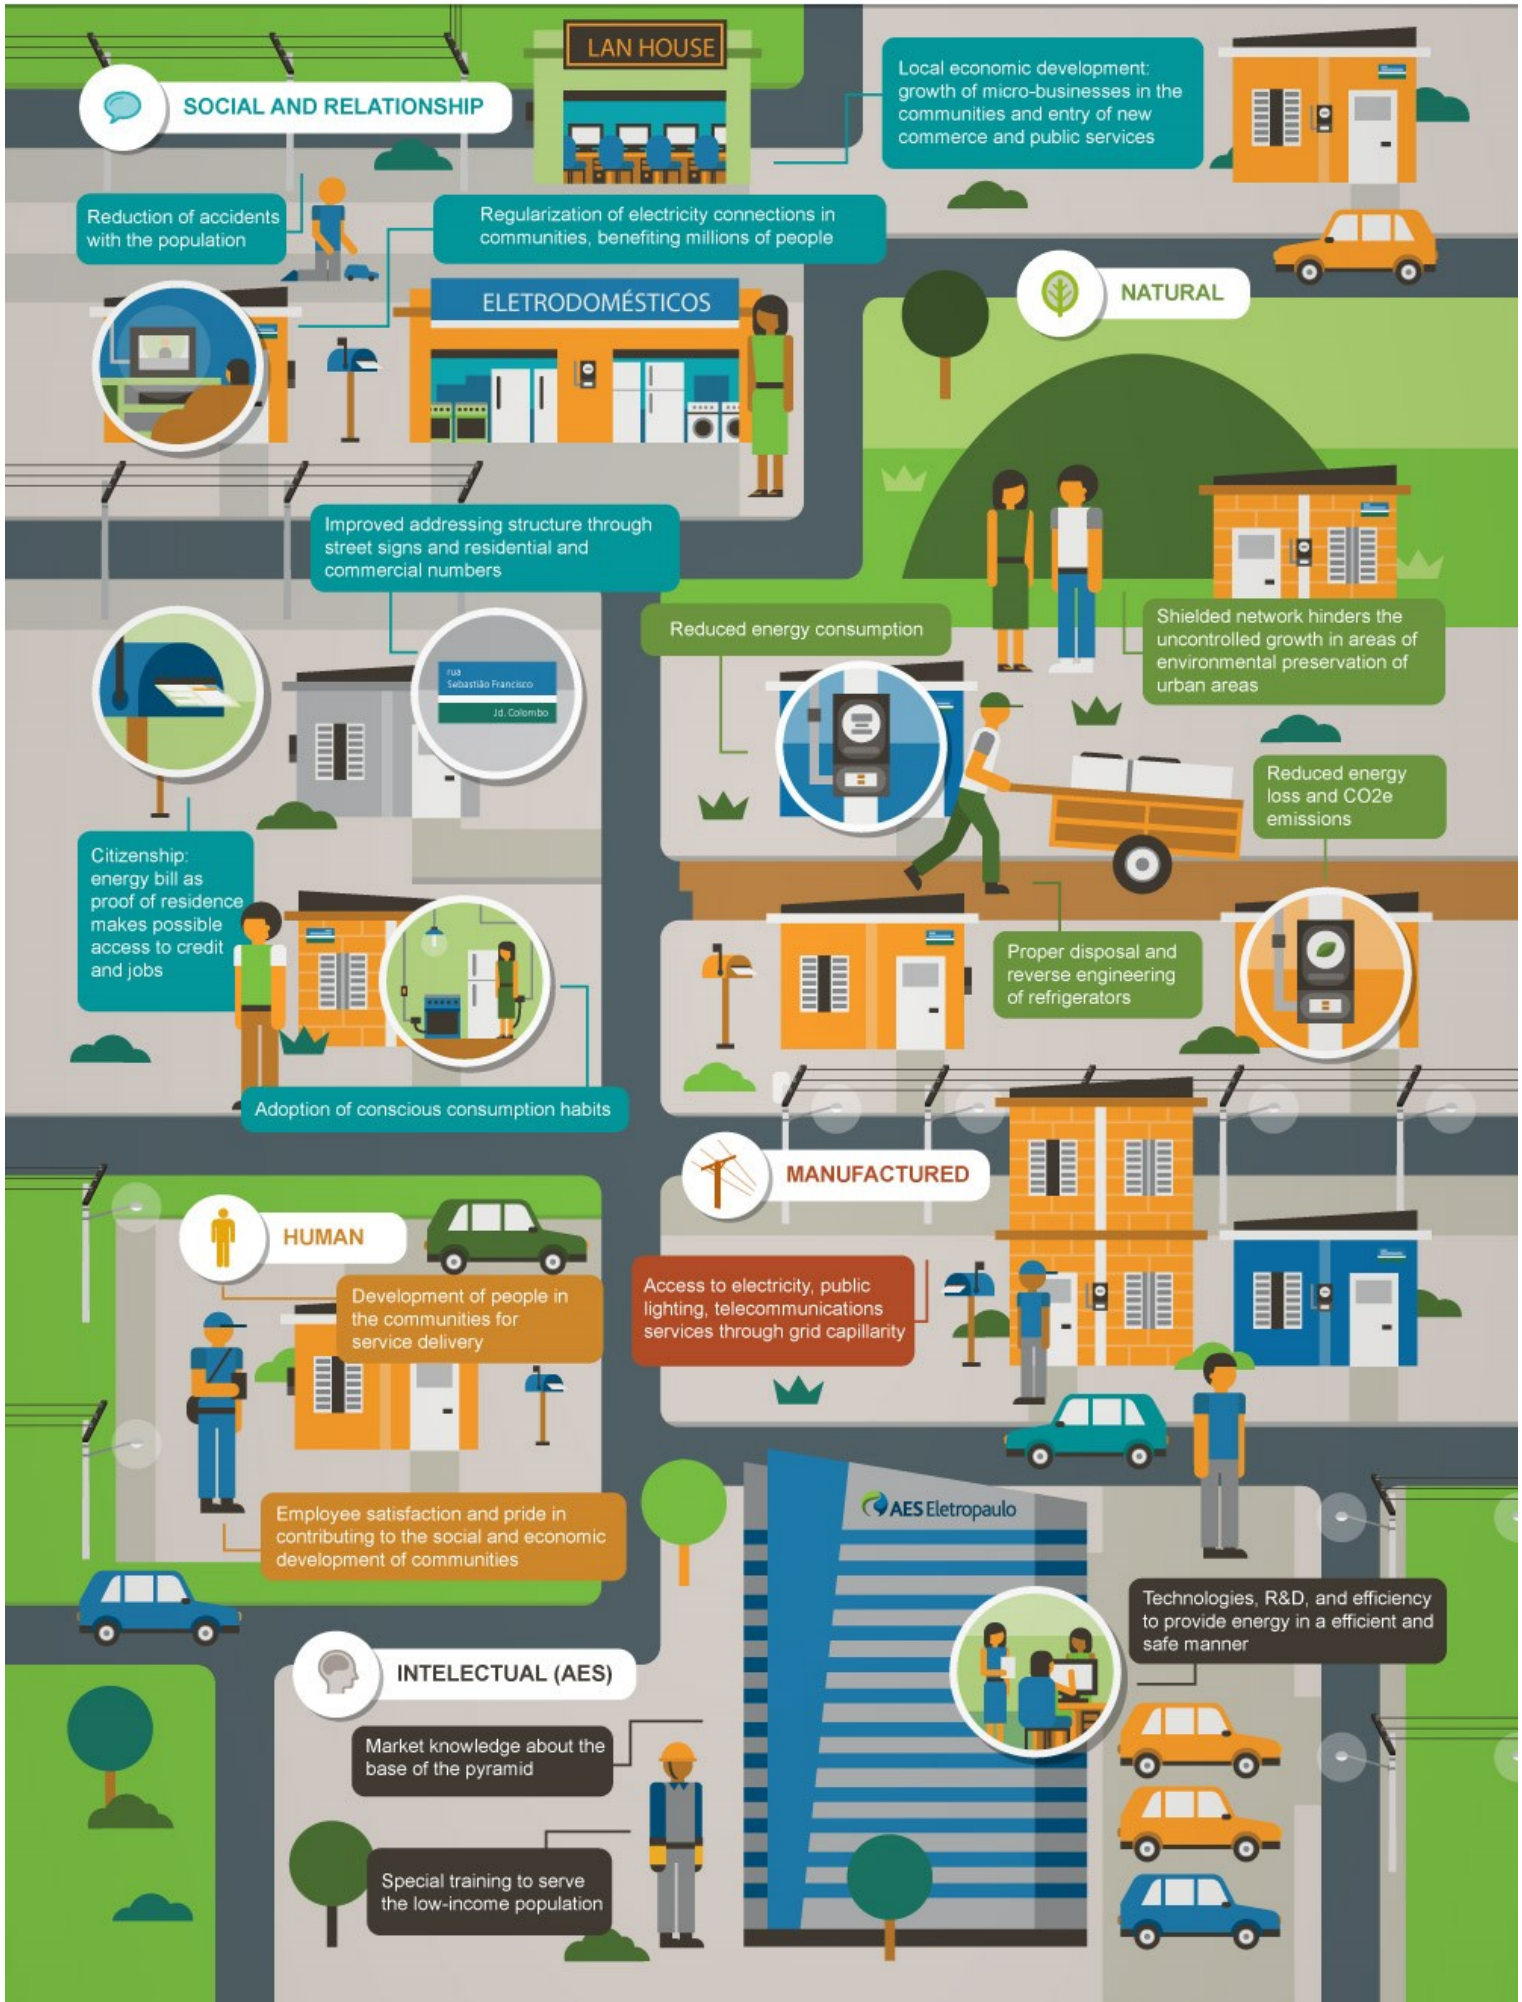 LAN HOUSE
SOCIAL AND RELATIONSHIP
Local economic development:
growth of micro-businesses in the
communities and entry of new
commerce and public services
Reduction of accidents
with the population
Regularization of electricity connections in
communities, benefiting millions of people
ELETRODOMÉSTICOS
NATURAL
Improved addressing structure through
street signs and residential and
commercial numbers
rua
Sebastião Francisco
Jd. Colombo
Reduced energy consumption
Shielded network hinders the
uncontrolled growth in areas of
environmental preservation of
urban areas
Reduced energy
loss and CO2e
emissions
Citizenship:
energy bill as
proof of residence
makes possible
access to credit
and jobs
Proper disposal and
reverse engineering
of refrigerators
Adoption of conscious consumption habits
MANUFACTURED
HUMAN
Access to electricity, public
lighting, telecommunications
services through grid capillarity
Development of people in
the communities for
service delivery
AES Eletropaulo
Employee satisfaction and pride in
contributing to the social and economic
development of communities
Technologies, R&D, and efficiency
to provide energy in a efficient and
safe manner
INTELECTUAL (AES)
Market knowledge about the
base of the pyramid
Special training to serve
the low-income population